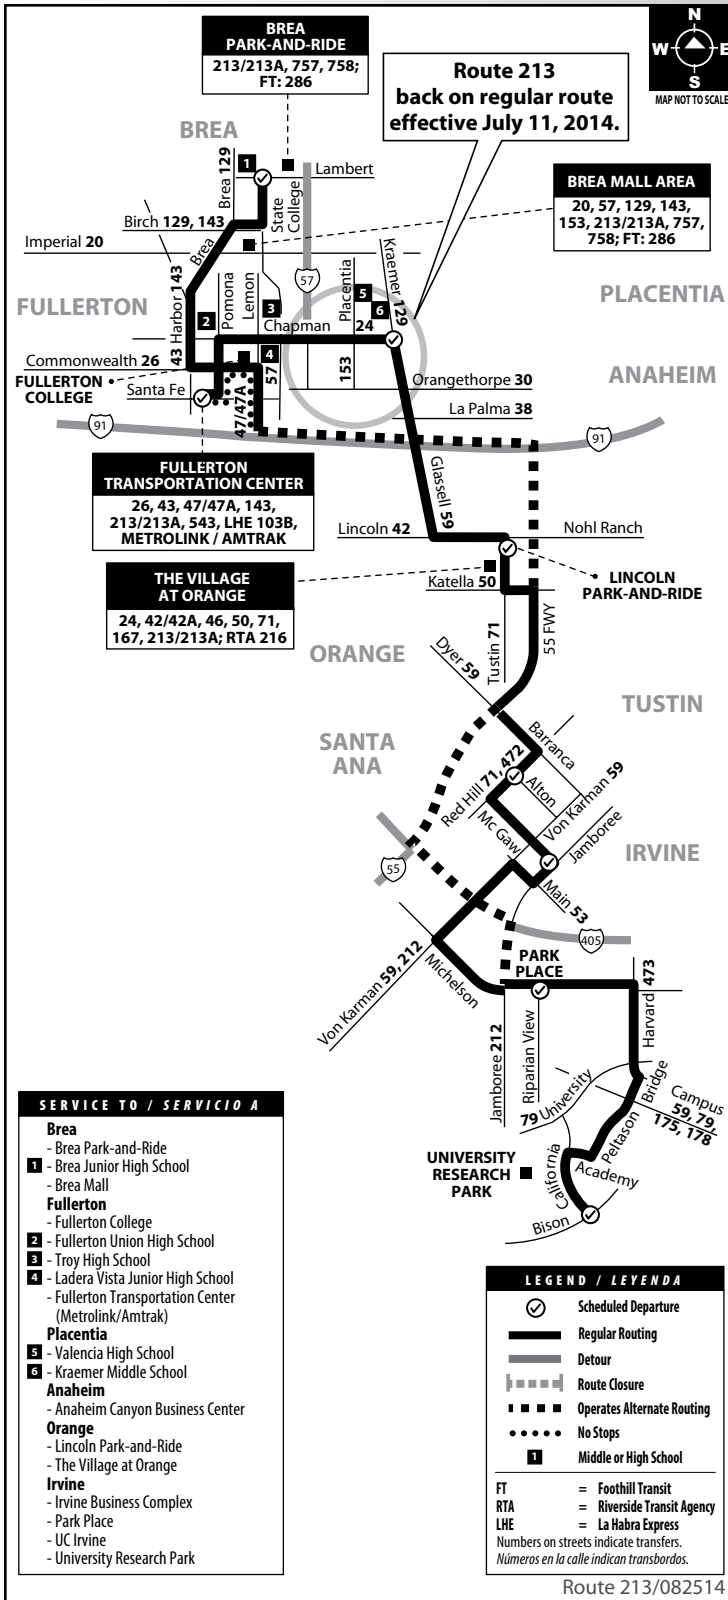 N
W E
S
MAP NOT TO SCALE
BREA
PARK-AND-RIDE
213/213A, 757, 758;
FT: 286
Route 213
back on regular route
effective July 11, 2014.
BREA
Brea 129
1
Lambert
State
College
BREA MALL AREA
20, 57, 129, 143,
153, 213/213A, 757,
758; FT: 286
Birch 129, 143
Imperial 20
Brea
57
Kraemer 129
PLACENTIA
FULLERTON
43 Harbor 143
Pomona
Lemon
Placentia
2
3
5
6
Chapman
24
4
57
153
Commonwealth 26
FULLERTON
COLLEGE
Santa Fe
47/47A
Orangethorpe 30
ANAHEIM
La Palma 38
91
91
FULLERTON
TRANSPORTATION CENTER
26, 43, 47/47A, 143,
213/213A, 543, LHE 103B,
METROLINK / AMTRAK
Glassell 59
Lincoln 42
Nohl Ranch
THE VILLAGE
AT ORANGE
24, 42/42A, 46, 50, 71,
167, 213/213A; RTA 216
Katella 50
LINCOLN
PARK-AND-RIDE
Tustin 71
55 FWY
ORANGE
Dyer 59
TUSTIN
SANTA
ANA
Barranca
Red Hill 71, 472
Alton
Von Karman 59
Mc Gaw
Jamboree
IRVINE
55
Main 53
405
PARK
PLACE
Von Karman 59, 212
Michelson
473
Harvard
Jamboree 212
Riparian View
79 University
Bridge
Campus
59, 79,
175, 178
Peltason
UNIVERSITY
RESEARCH
PARK
California
Academy
Bison
SERVICE TO / SERVICIO A
Brea
- Brea Park-and-Ride
1 - Brea Junior High School
- Brea Mall
Fullerton
- Fullerton College
2 - Fullerton Union High School
3 - Troy High School
4 - Ladera Vista Junior High School
- Fullerton Transportation Center
(Metrolink/Amtrak)
Placentia
5 - Valencia High School
6 - Kraemer Middle School
Anaheim
- Anaheim Canyon Business Center
Orange
- Lincoln Park-and-Ride
- The Village at Orange
Irvine
- Irvine Business Complex
- Park Place
- UC Irvine
- University Research Park
LEGEND / LEYENDA
Scheduled Departure
Regular Routing
Detour
Route Closure
Operates Alternate Routing
No Stops
1 Middle or High School
FT = Foothill Transit
RTA = Riverside Transit Agency
LHE = La Habra Express
Numbers on streets indicate transfers.
Números en la calle indican transbordos.
Route 213/082514